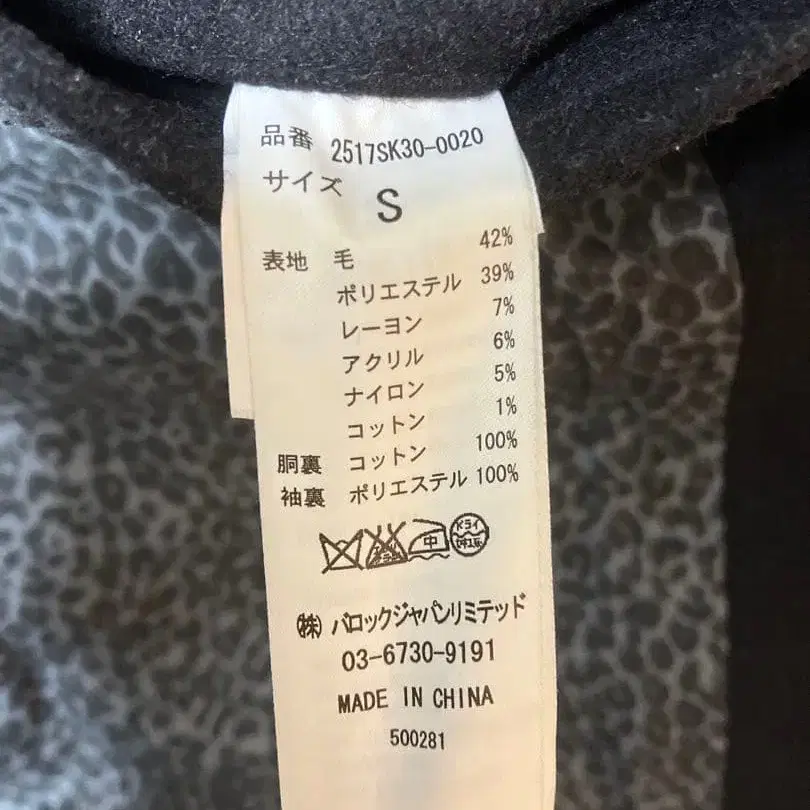 品番 2517SK30-0020
サイズ S
表地 毛 42%
ポリエステル 39%
レーヨン 7%
アクリル 6%
ナイロン 5%
コットン 1%
胴裏 コットン 100%
袖裏 ポリエステル 100%
中 ドライ
㈱ バロックジャパンリミテッド
03-6730-9191
MADE IN CHINA
500281